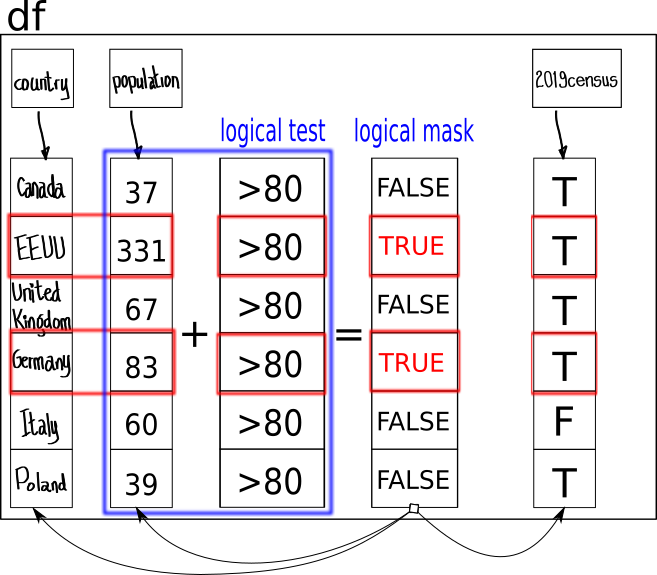 df
country population 2019census
logical test logical mask
Canada 37 >80 FALSE T
EEUU 331 >80 TRUE T
United
Kingdom 67 >80 FALSE T
+ =
Germany 83 >80 TRUE T
Italy 60 >80 FALSE F
Poland 39 >80 FALSE T